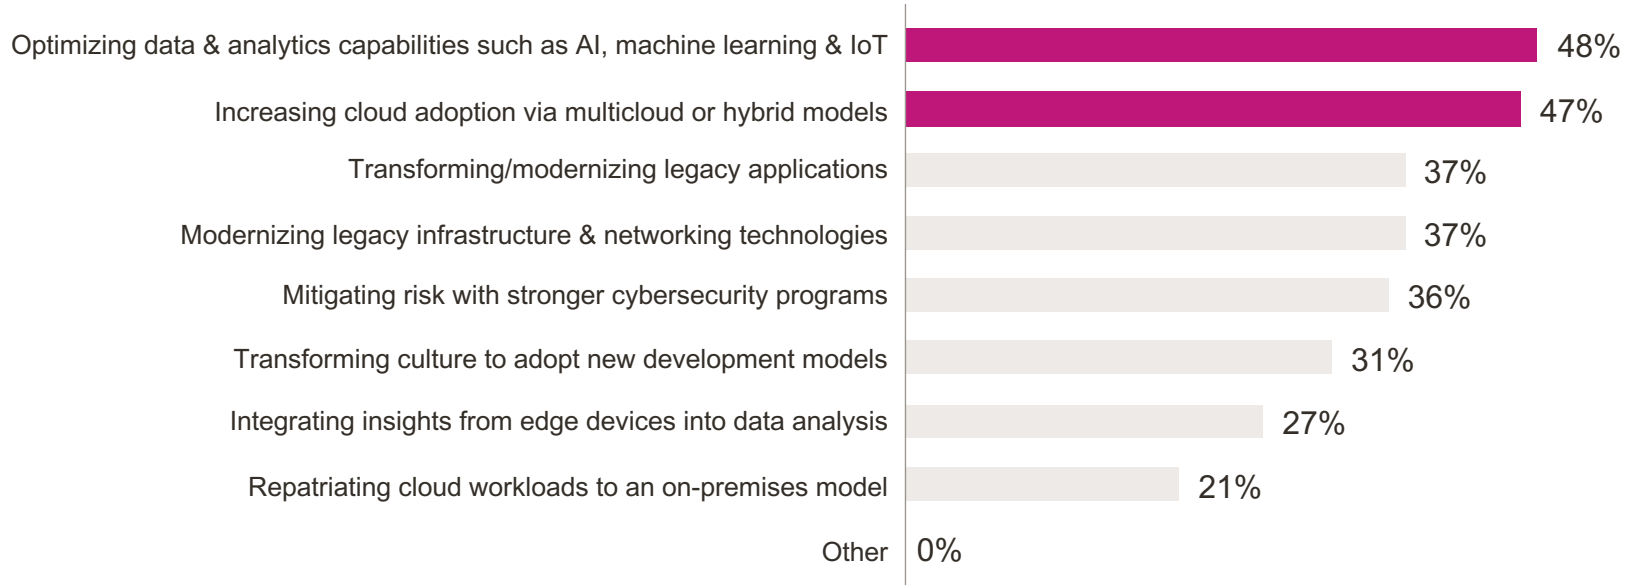 Optimizing data & analytics capabilities such as AI, machine learning & IoT 48%
Increasing cloud adoption via multicloud or hybrid models 47%
Transforming/modernizing legacy applications 37%
Modernizing legacy infrastructure & networking technologies 37%
Mitigating risk with stronger cybersecurity programs 36%
Transforming culture to adopt new development models 31%
Integrating insights from edge devices into data analysis 27%
Repatriating cloud workloads to an on-premises model 21%
Other 0%